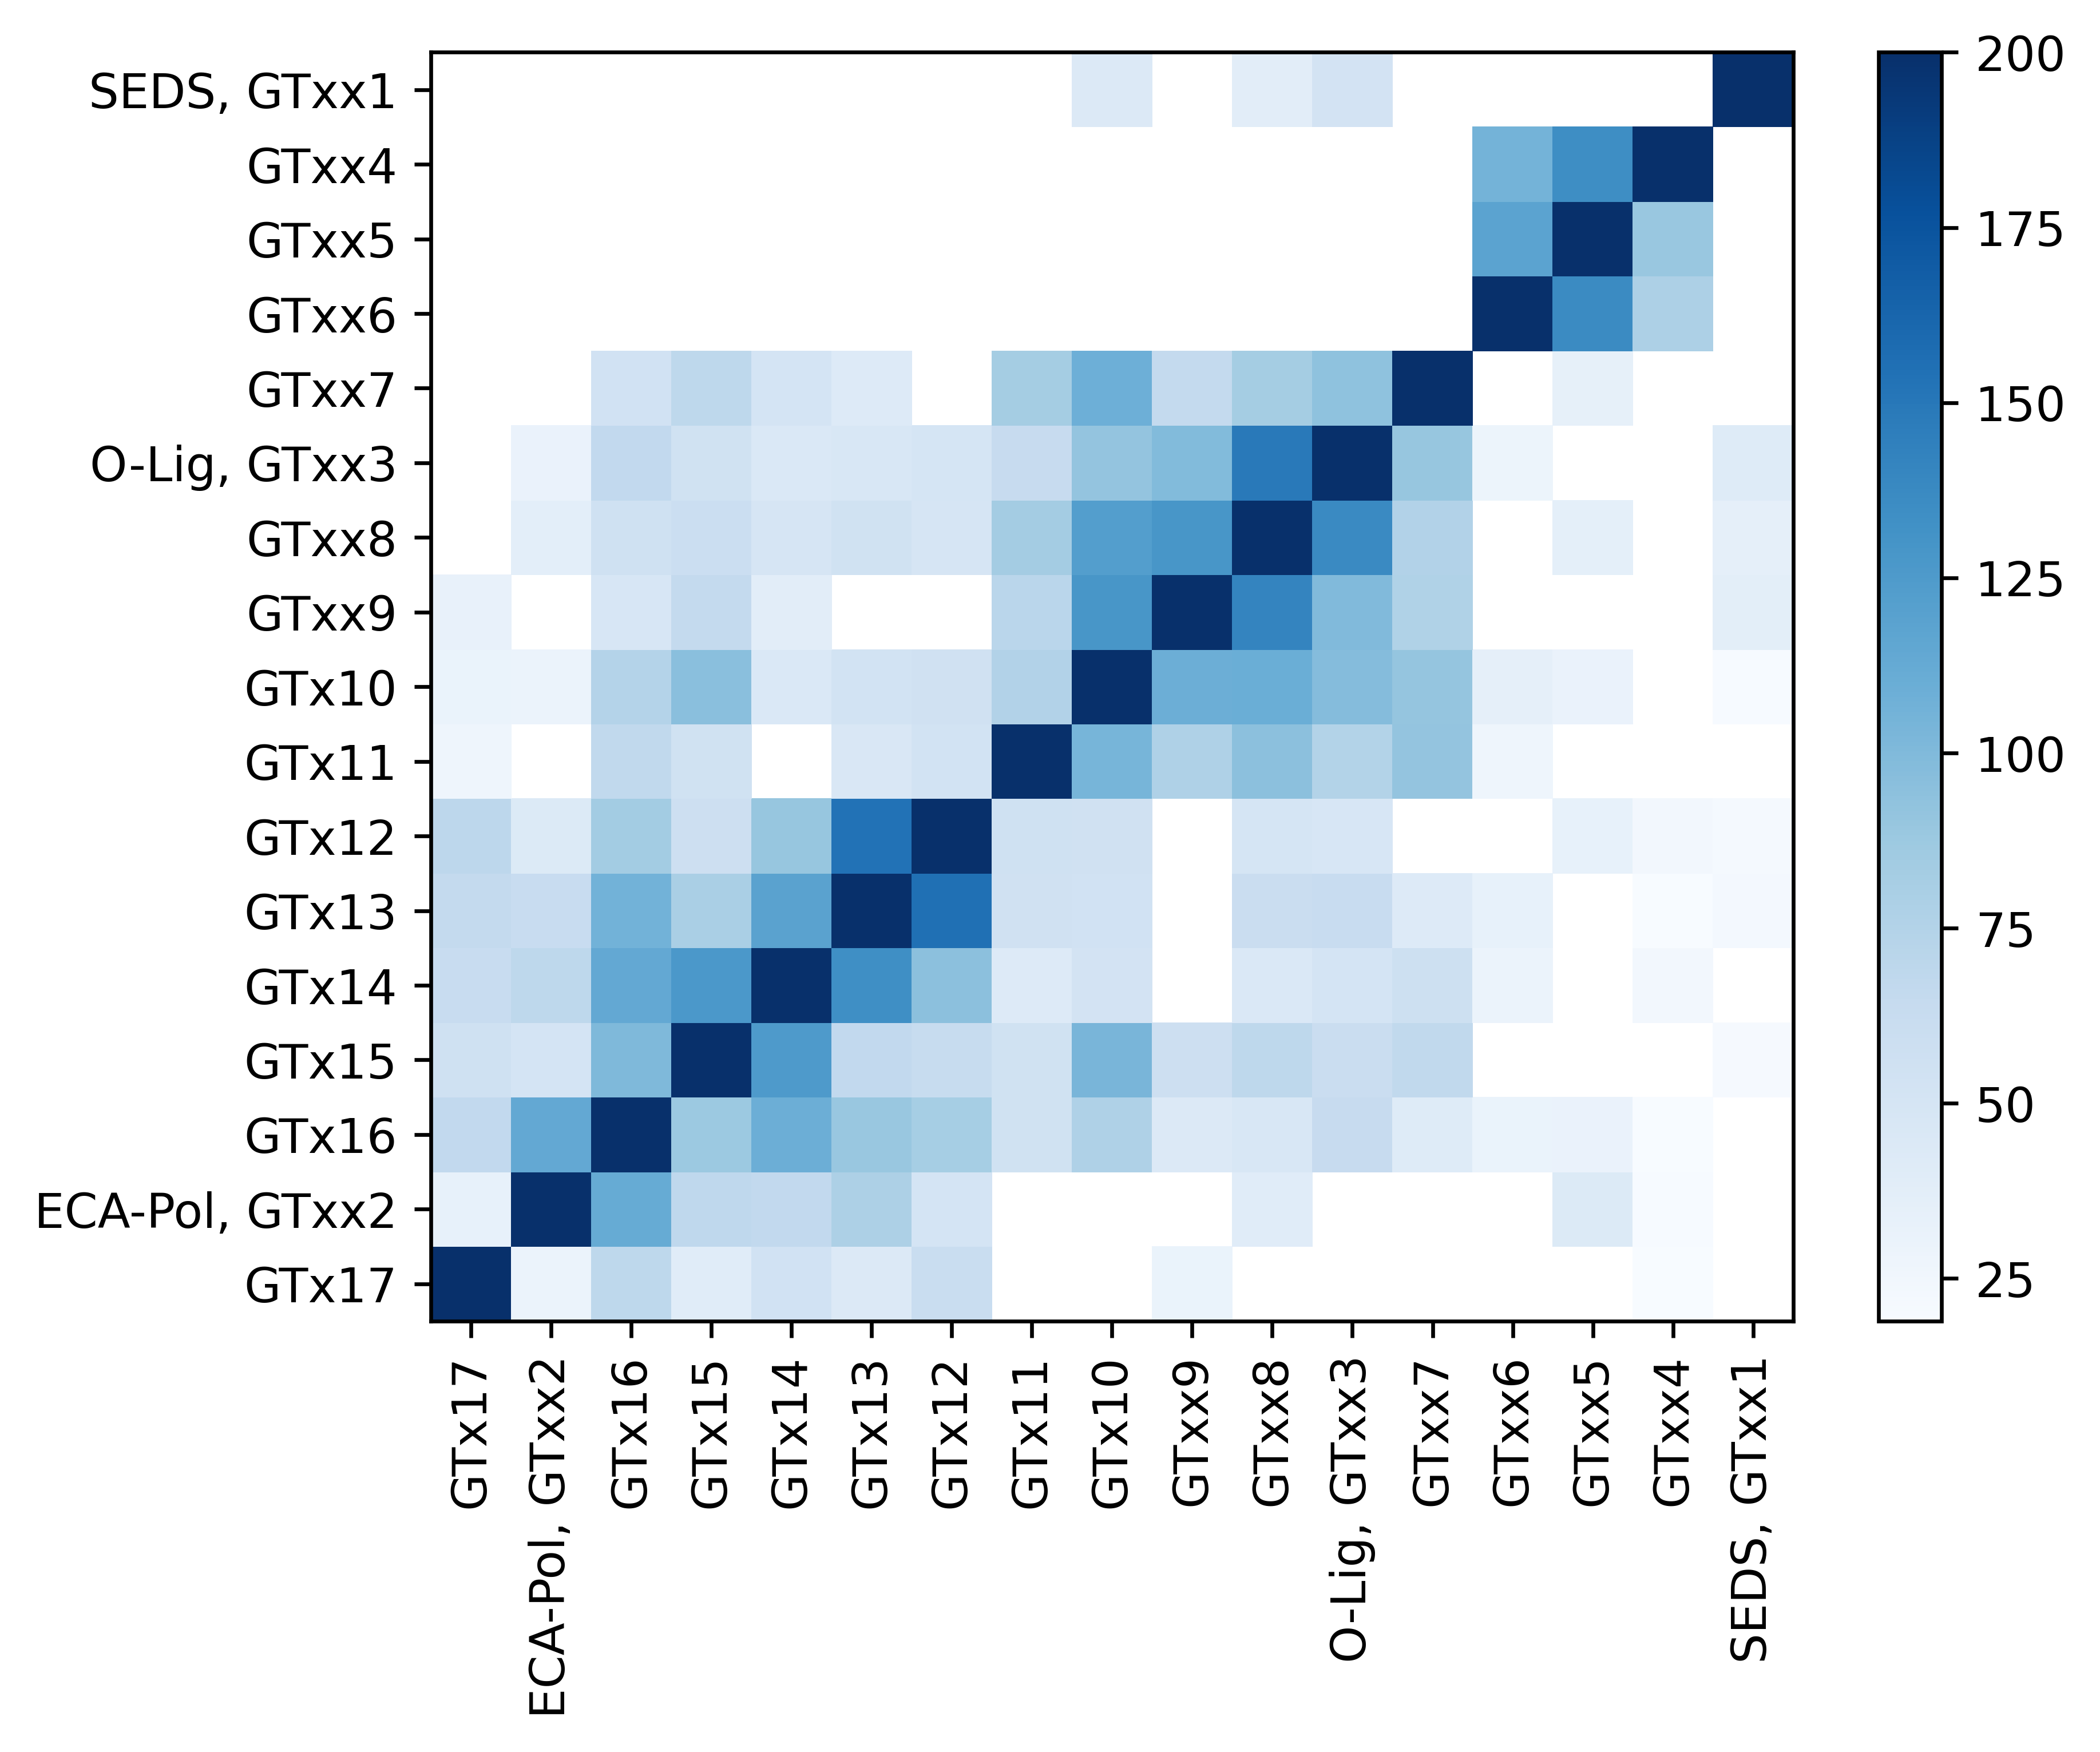 SEDS, GTxx1
GTxx4
GTxx5
GTxx6
GTxx7
O-Lig, GTxx3
GTxx8
GTxx9
GTx10
GTx11
GTx12
GTx13
GTx14
GTx15
GTx16
ECA-Pol, GTxx2
GTx17
GTx17
ECA-Pol, GTxx2
GTx16
GTx15
GTx14
GTx13
GTx12
GTx11
GTx10
GTxx9
GTxx8
O-Lig, GTxx3
GTxx7
GTxx6
GTxx5
GTxx4
SEDS, GTxx1
200
175
150
125
100
75
50
25